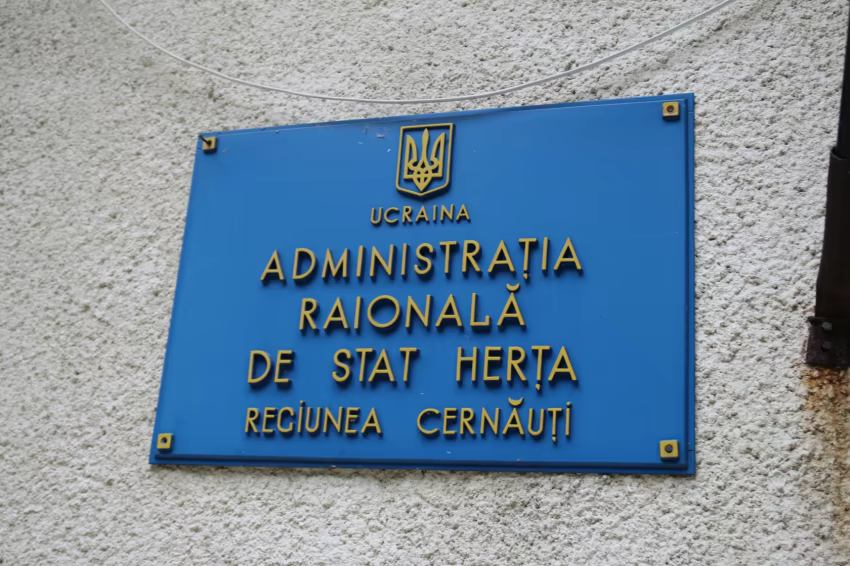 UCRAINA
ADMINISTRAȚIA
RAIONALĂ
DE STAT HERȚA
REGIUNEA CERNĂUȚI